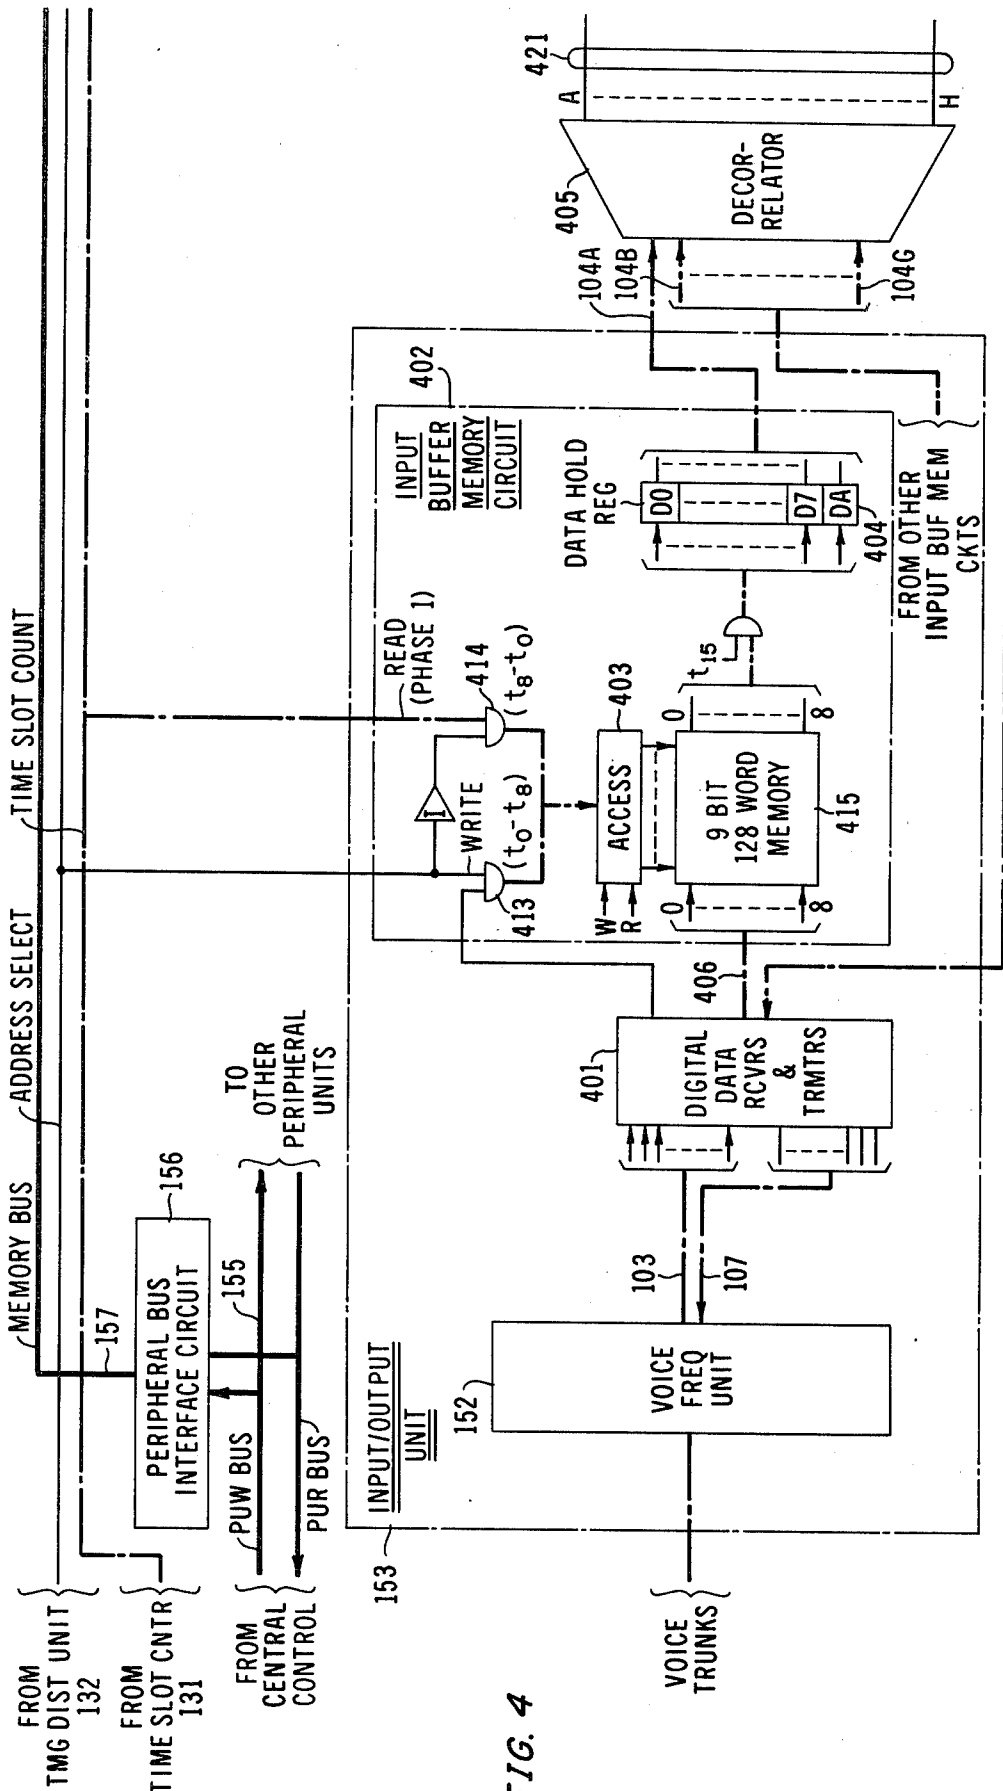 FROM
TMG DIST UNIT
132
FROM
TIME SLOT CNTR
131
MEMORY BUS
ADDRESS SELECT
TIME SLOT COUNT
157
PERIPHERAL BUS
INTERFACE CIRCUIT
156
FROM
CENTRAL
CONTROL
PUW BUS
PUR BUS
155
TO
OTHER
PERIPHERAL
UNITS
153
INPUT/OUTPUT
UNIT
VOICE
TRUNKS
152
VOICE
FREQ
UNIT
103
107
401
DIGITAL
DATA
RCVRS
&
TRMTRS
406
INPUT
BUFFER
MEMORY
CIRCUIT
402
READ
(PHASE 1)
WRITE
I
413
(t0-t8)
414
(t8-t0)
W
R
ACCESS
403
0
8
9 BIT
128 WORD
MEMORY
415
0
8
t15
DATA HOLD
REG
D0
D7
DA
404
FROM OTHER
INPUT BUF MEM
CKTS
104A
104B
104G
405
DECOR-
RELATOR
A
H
421
FIG. 4